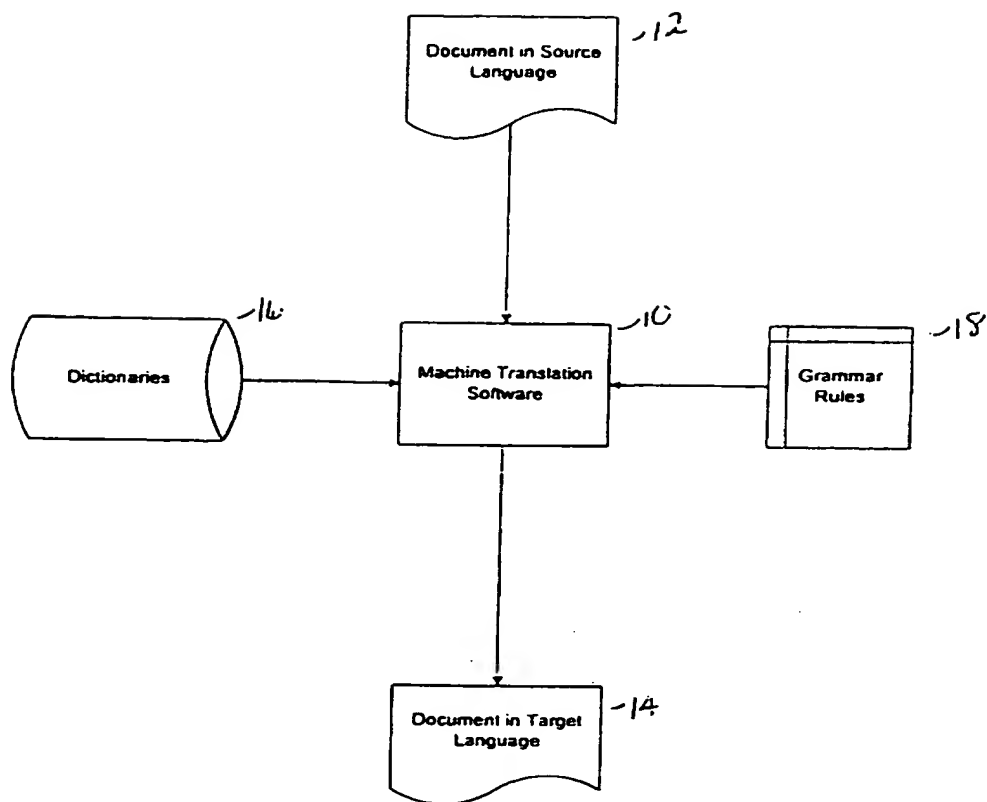 Document in Source
Language
12
Dictionaries
16
Machine Translation
Software
10
Grammar
Rules
18
Document in Target
Language
14